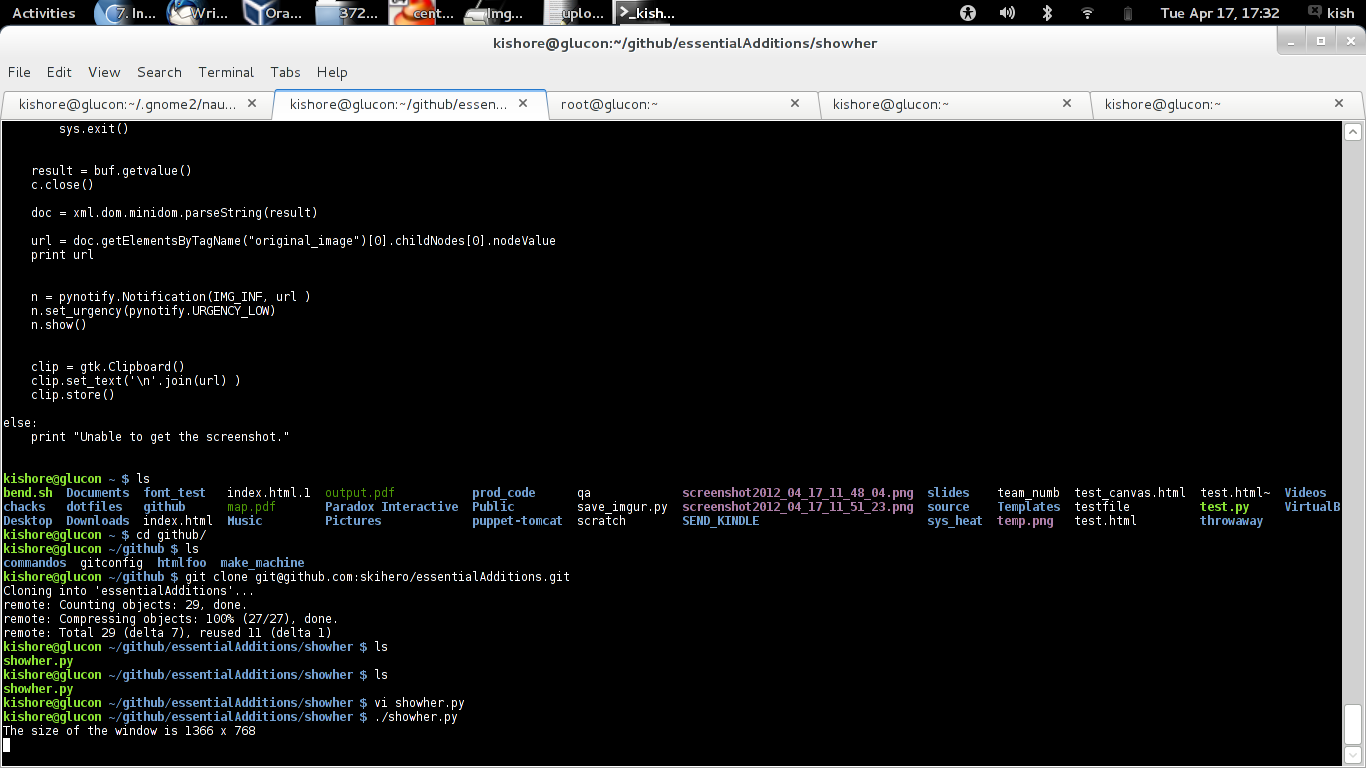 Activities 7. In... Wri... Ora... 372... cent... Img... uplo... >_kish... Tue Apr 17, 17:32 kish
kishore@glucon:~/github/essentialAdditions/showher
File Edit View Search Terminal Tabs Help
kishore@glucon:~/.gnome2/nau... kishore@glucon:~/github/essen... root@glucon:~ kishore@glucon:~ kishore@glucon:~
sys.exit()
result = buf.getvalue()
c.close()
doc = xml.dom.minidom.parseString(result)
url = doc.getElementsByTagName("original_image")[0].childNodes[0].nodeValue
print url
n = pynotify.Notification(IMG_INF, url )
n.set_urgency(pynotify.URGENCY_LOW)
n.show()
clip = gtk.Clipboard()
clip.set_text('\n'.join(url) )
clip.store()
else:
print "Unable to get the screenshot."
kishore@glucon ~ $ ls
bend.sh Documents font_test index.html.1 output.pdf prod_code qa screenshot2012_04_17_11_48_04.png slides team_numb test_canvas.html test.html~ Videos
chacks dotfiles github map.pdf Paradox Interactive Public save_imgur.py screenshot2012_04_17_11_51_23.png source Templates testfile test.py VirtualB
Desktop Downloads index.html Music Pictures puppet-tomcat scratch SEND_KINDLE sys_heat temp.png test.html throwaway
kishore@glucon ~ $ cd github/
kishore@glucon ~/github $ ls
commandos gitconfig htmlfoo make_machine
kishore@glucon ~/github $ git clone git@github.com:skihero/essentialAdditions.git
Cloning into 'essentialAdditions'...
remote: Counting objects: 29, done.
remote: Compressing objects: 100% (27/27), done.
remote: Total 29 (delta 7), reused 11 (delta 1)
kishore@glucon ~/github/essentialAdditions/showher $ ls
showher.py
kishore@glucon ~/github/essentialAdditions/showher $ ls
showher.py
kishore@glucon ~/github/essentialAdditions/showher $ vi showher.py
kishore@glucon ~/github/essentialAdditions/showher $ ./showher.py
The size of the window is 1366 x 768